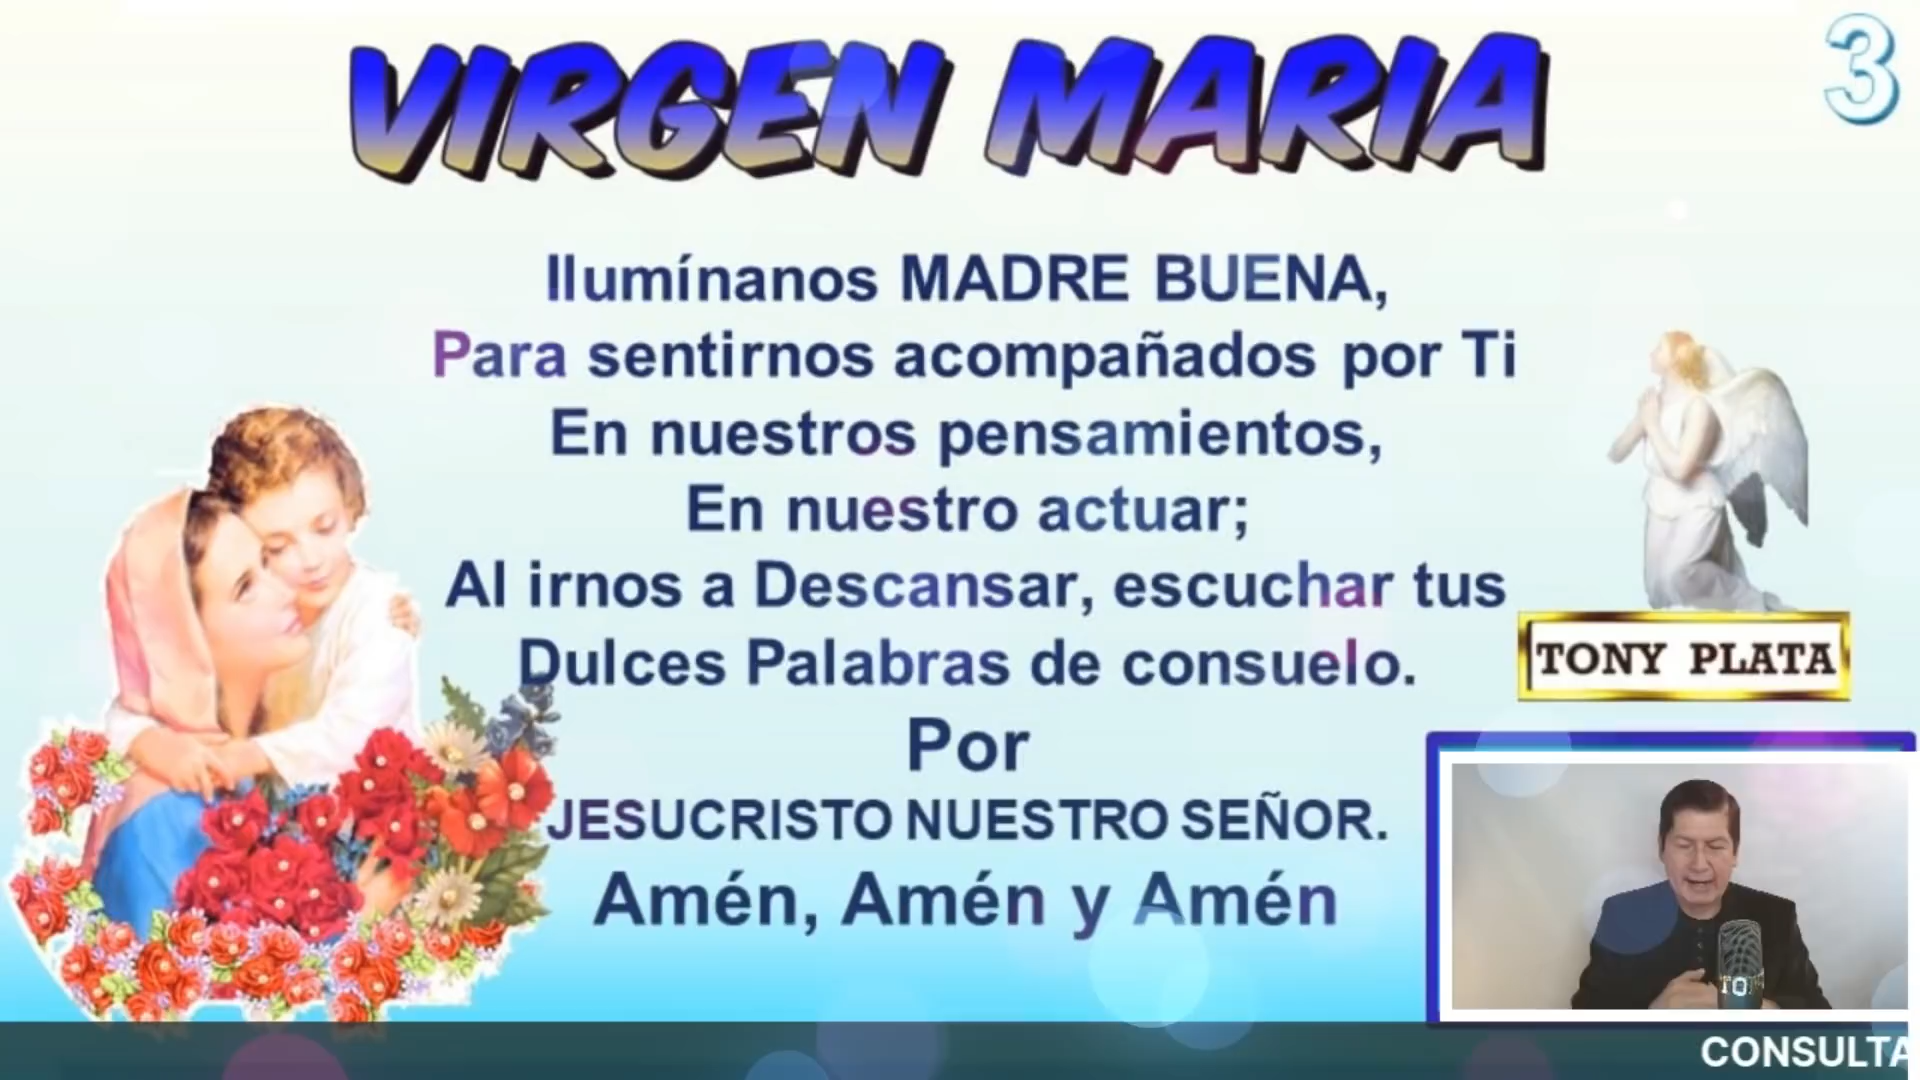 VIRGEN MARIA
3
Ilumínanos MADRE BUENA,
Para sentirnos acompañados por Ti
En nuestros pensamientos,
En nuestro actuar;
Al irnos a Descansar, escuchar tus
Dulces Palabras de consuelo.
Por
JESUCRISTO NUESTRO SEÑOR.
Amén, Amén y Amén
TONY PLATA
CONSULTA